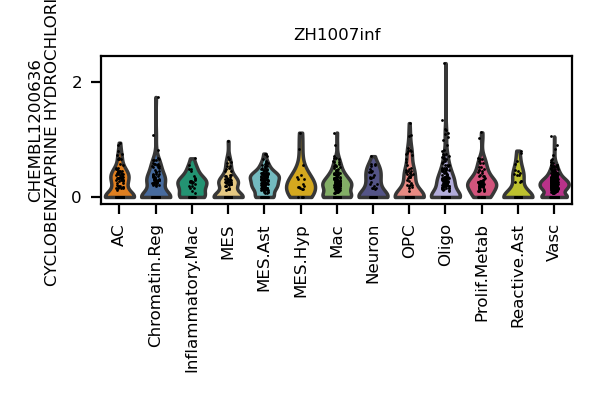 ZH1007inf
CHEMBL1200636
CYCLOBENZAPRINE
2
0
AC
Chromatin.Reg
Inflammatory.Mac
MES
MES.Ast
MES.Hyp
Mac
Neuron
OPC
Oligo
Prolif.Metab
Reactive.Ast
Vasc